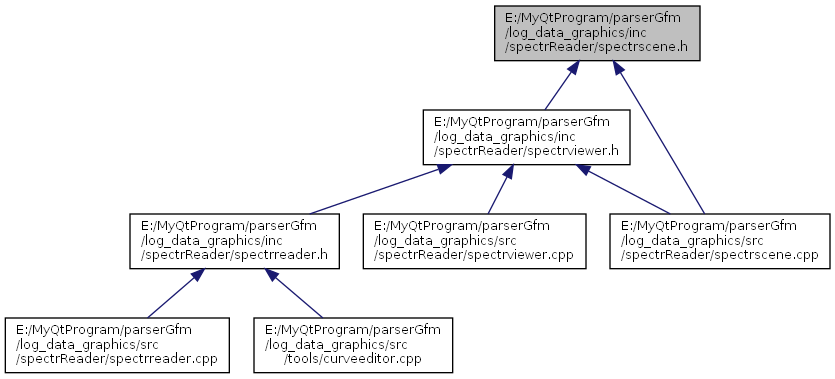 E:/MyQtProgram/parserGfm
/log_data_graphics/inc
/spectrReader/spectrscene.h
E:/MyQtProgram/parserGfm
/log_data_graphics/inc
/spectrReader/spectrviewer.h
E:/MyQtProgram/parserGfm
/log_data_graphics/inc
/spectrReader/spectrreader.h
E:/MyQtProgram/parserGfm
/log_data_graphics/src
/spectrReader/spectrviewer.cpp
E:/MyQtProgram/parserGfm
/log_data_graphics/src
/spectrReader/spectrscene.cpp
E:/MyQtProgram/parserGfm
/log_data_graphics/src
/spectrReader/spectrreader.cpp
E:/MyQtProgram/parserGfm
/log_data_graphics/src
/tools/curveeditor.cpp